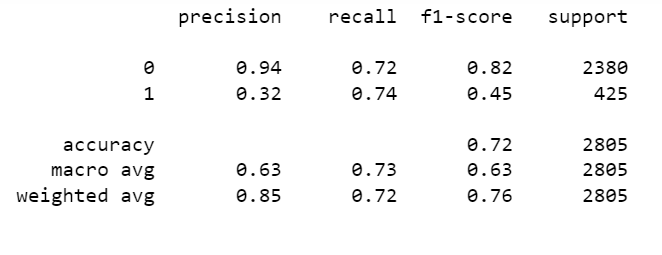 precision recall f1-score support
0 0.94 0.72 0.82 2380
1 0.32 0.74 0.45 425
accuracy 0.72 2805
macro avg 0.63 0.73 0.63 2805
weighted avg 0.85 0.72 0.76 2805